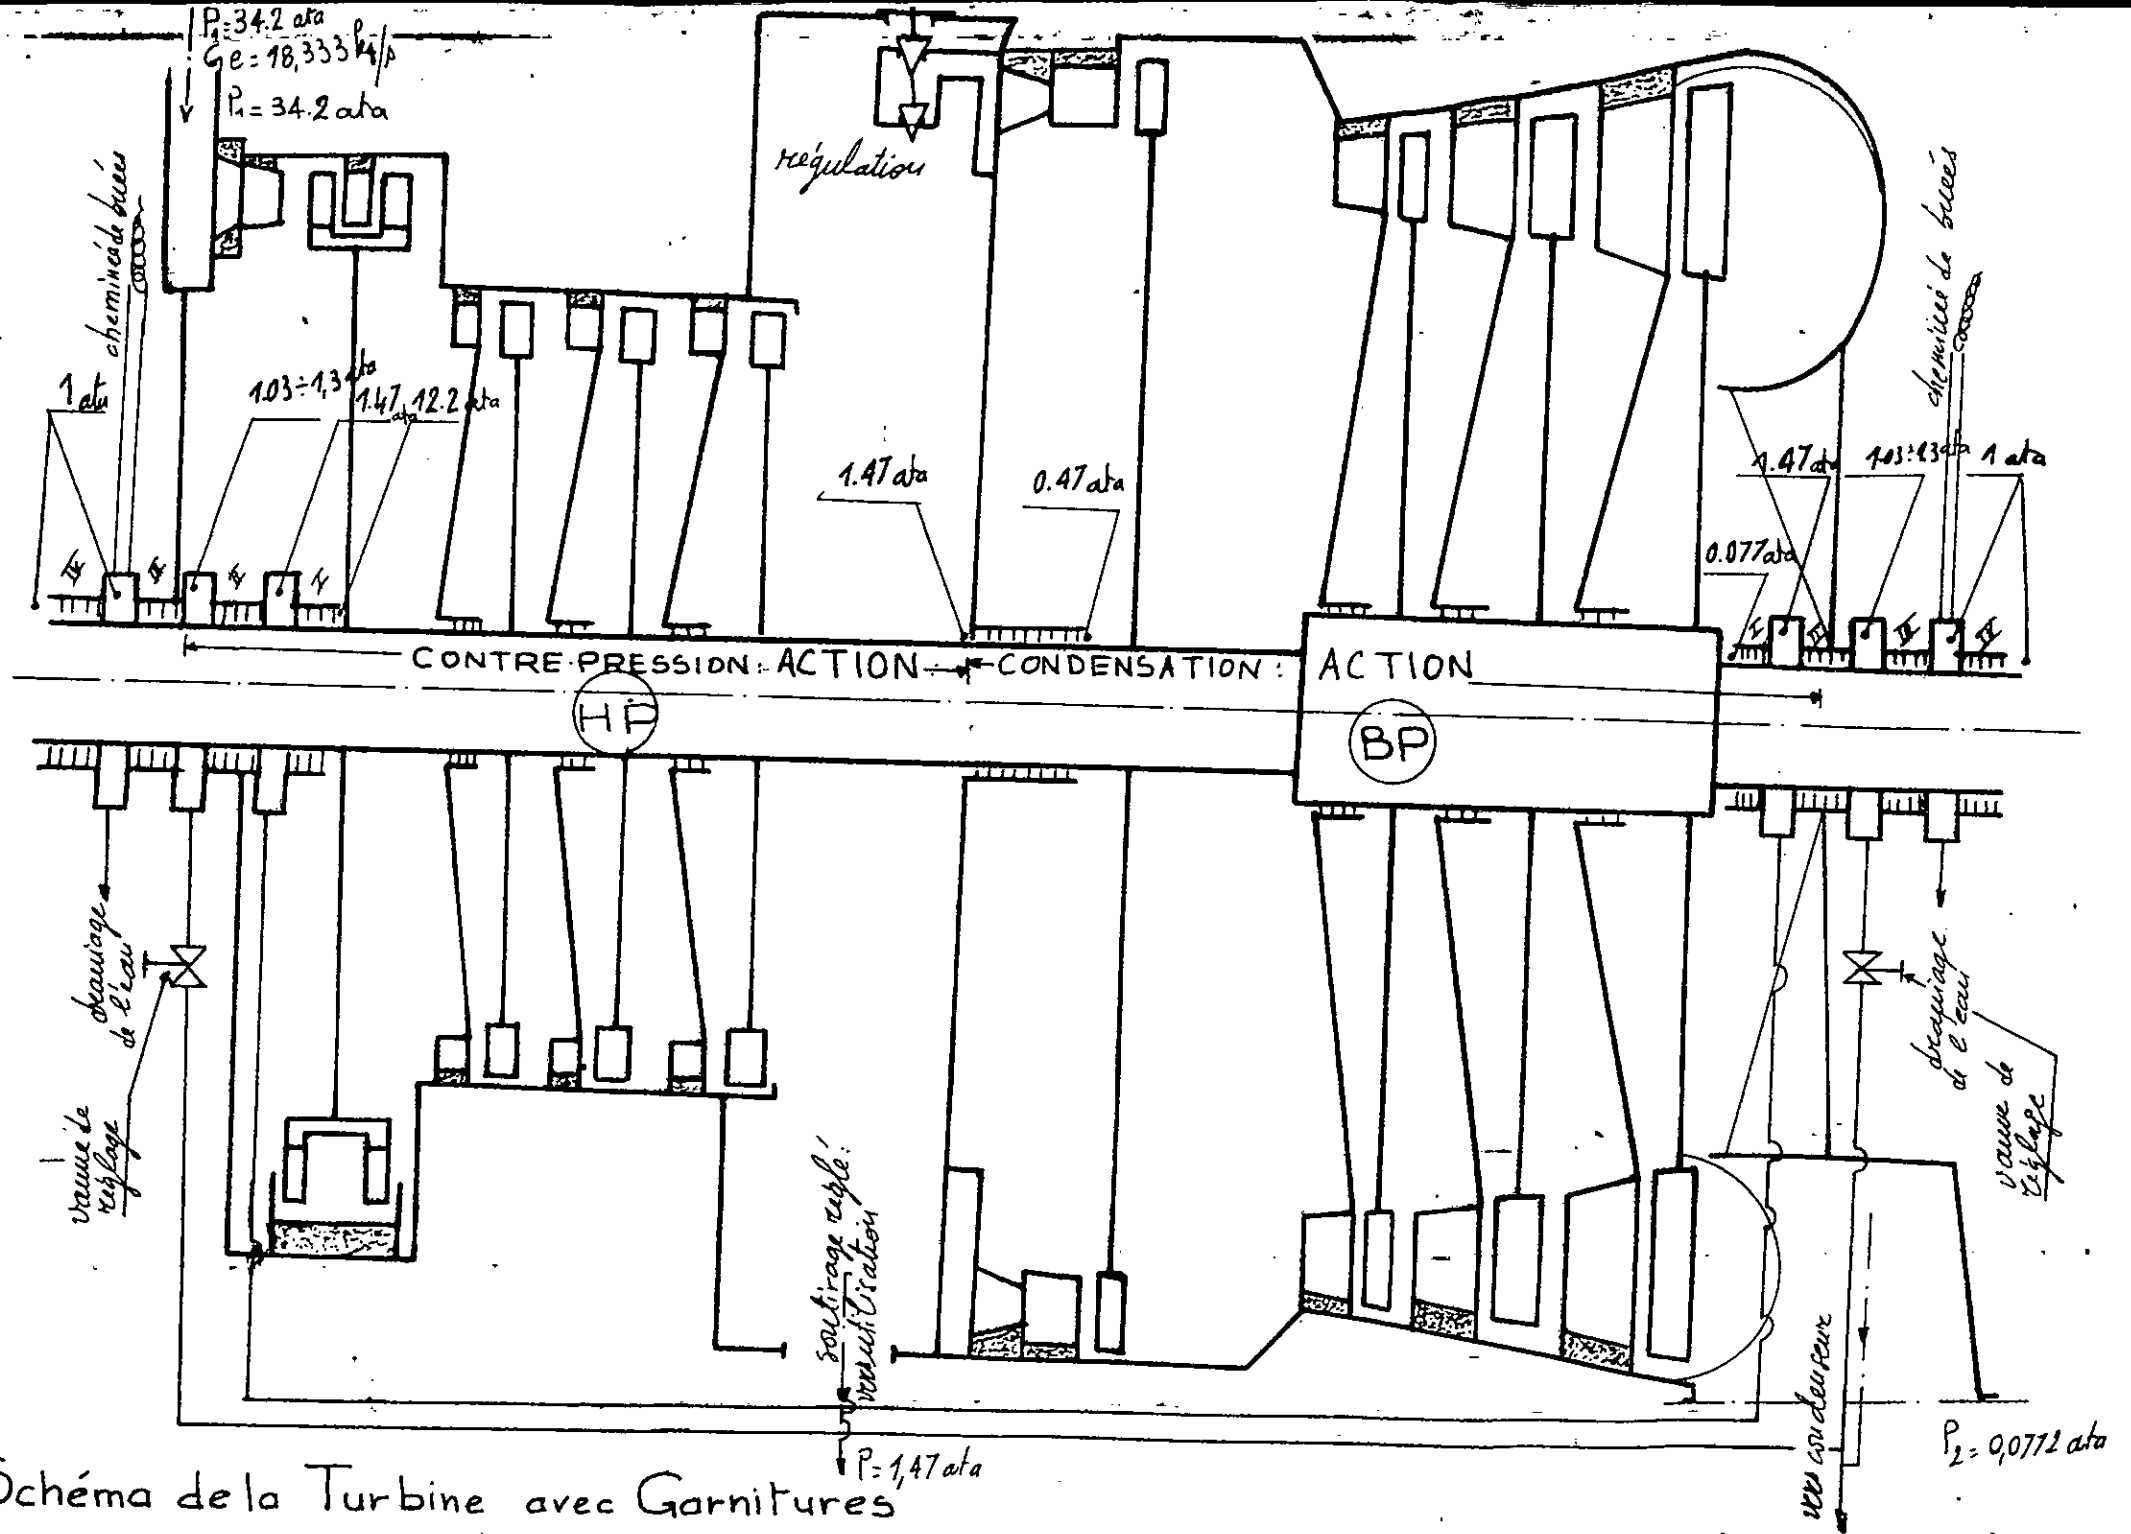 P1=34.2 ata
Ge=18,333 kg/s
P1=34.2 ata
régulation
cheminée de buées
cheminée de buées
1 ata
1.03÷1,3 ata
1.47 ata
12.2 ata
1.47 ata
0.47 ata
1.47 ata
1.03÷1.3 ata
1 ata
0.077 ata
II
I
I
II
CONTRE-PRESSION: ACTION
CONDENSATION: ACTION
HP
BP
drainage
de l'eau
vanne de
réglage
soutirage réglé:
vers utilisation
drainage
de l'eau
vanne de
réglage
vers condenseur
P=1,47 ata
P2=0,0772 ata
Schéma de la Turbine avec Garnitures